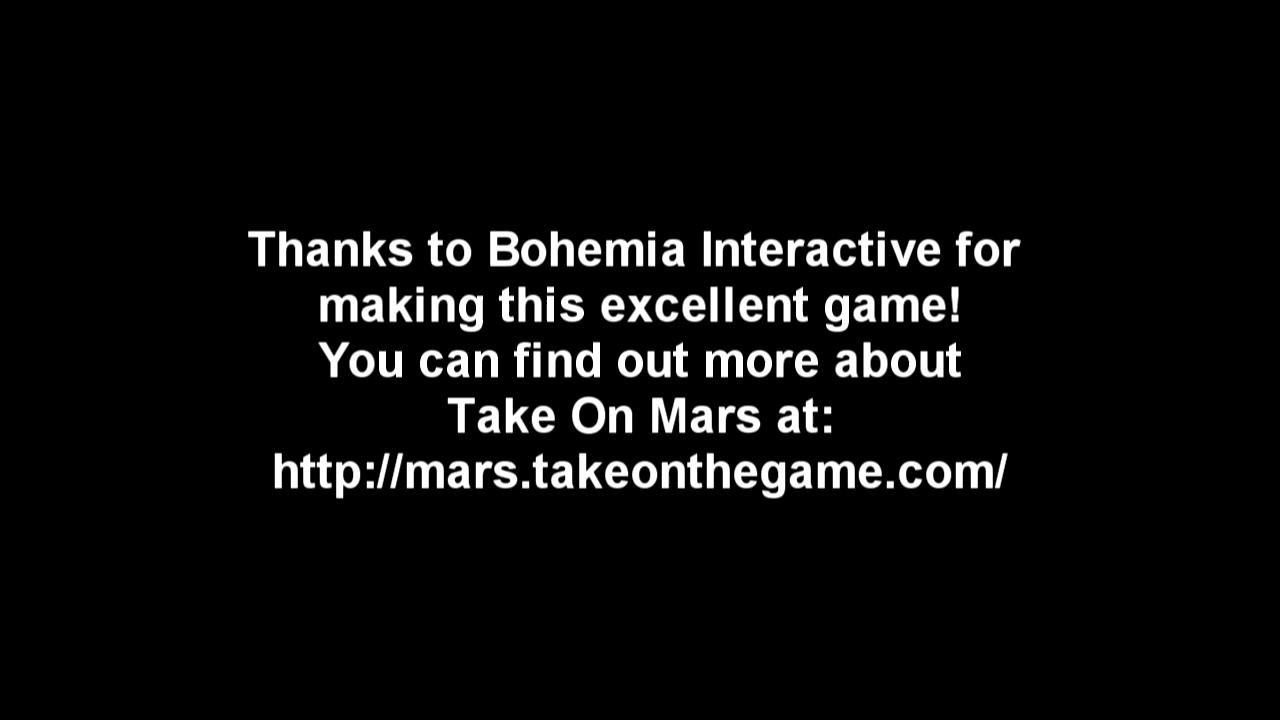 Thanks to Bohemia Interactive for
making this excellent game!
You can find out more about
Take On Mars at:
http://mars.takeonthegame.com/